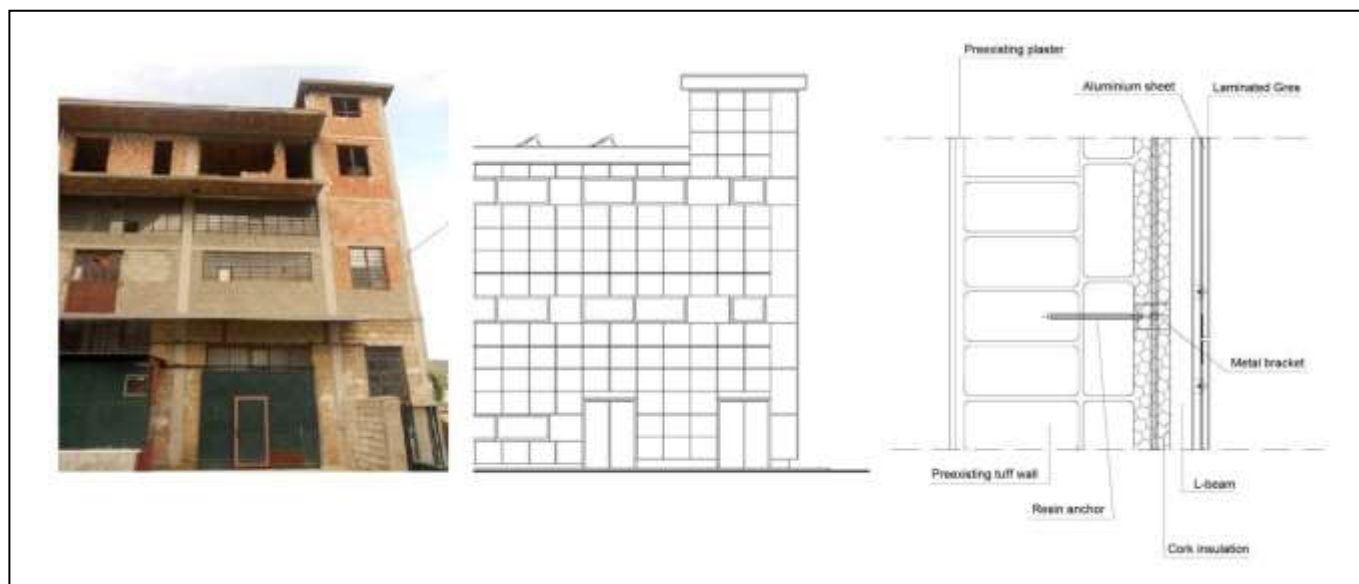 Preexisting plaster
Aluminium sheet
Laminated Gres
Metal bracket
Preexisting tuff wall
L-beam
Resin anchor
Cork insulation